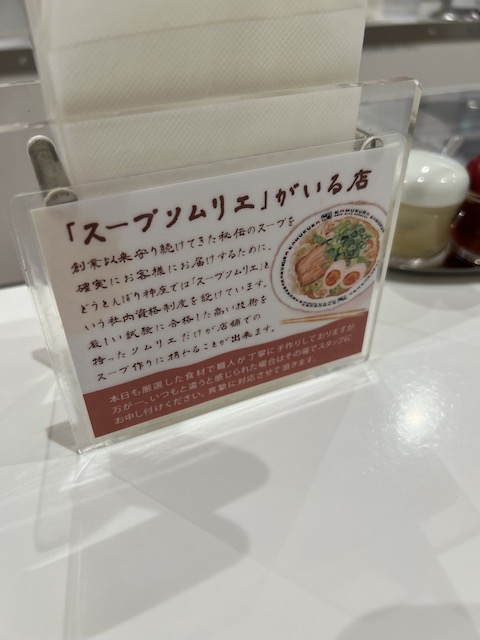 「スープソムリエ」がいる店
創業以来守り続けてきた秘伝のスープを
確実にお客様にお届けするために、
どうとんぼり神座では「スープソムリエ」と
いう社内資格制度を設けています。
厳しい試験に合格した高い技術を
持ったソムリエだけが店舗での
スープ作りに携わることが出来ます。
KAMUKURA
本日も厳選した食材で職人が丁寧に手作りしておりますが
万が一、いつもと違うと感じられた場合はその場でスタッフに
お申し付けください。真摯に対応させて頂きます。